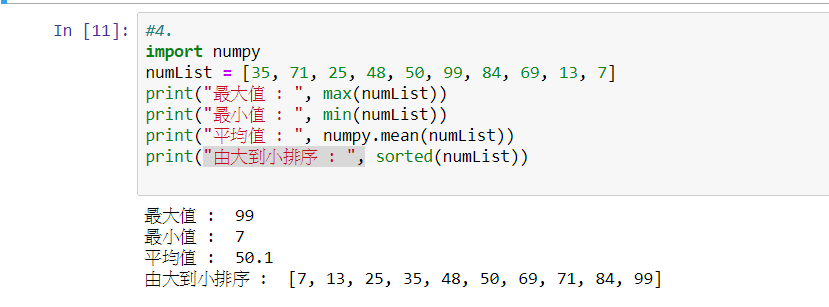 In [11]: #4.
import numpy
numList = [35, 71, 25, 48, 50, 99, 84, 69, 13, 7]
print("最大值 : ", max(numList))
print("最小值 : ", min(numList))
print("平均值 : ", numpy.mean(numList))
print("由大到小排序 : ", sorted(numList))
最大值 :  99
最小值 :  7
平均值 :  50.1
由大到小排序 :  [7, 13, 25, 35, 48, 50, 69, 71, 84, 99]